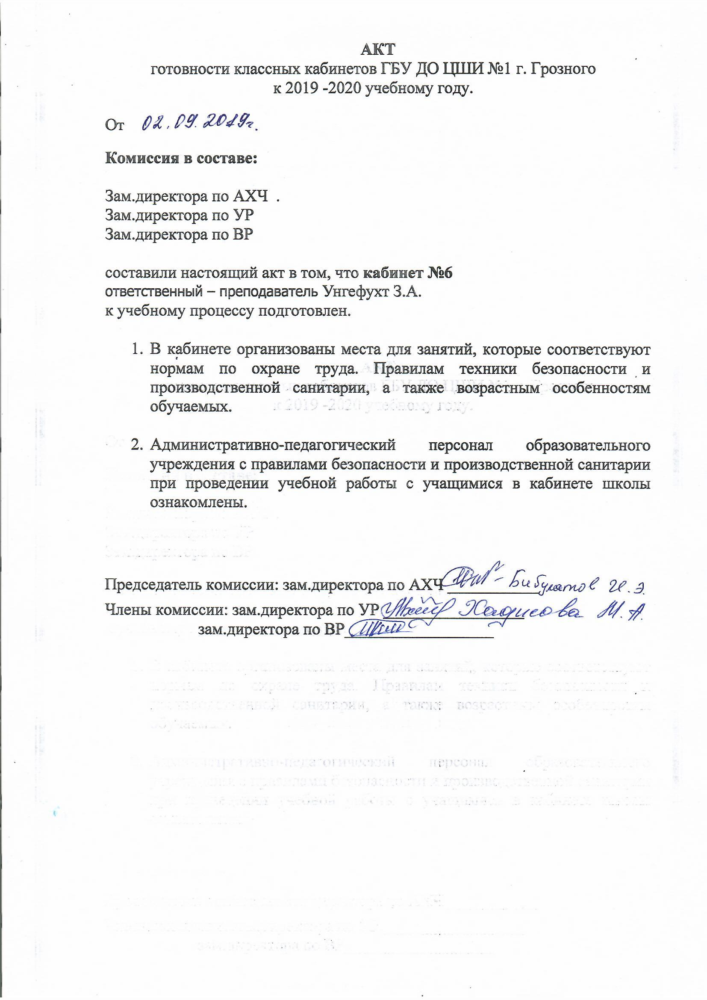 АКТ
готовности классных кабинетов ГБУ ДО ЦШИ №1 г. Грозного
к 2019 -2020 учебному году.
От 02.09.2019г.
Комиссия в составе:
Зам.директора по АХЧ .
Зам.директора по УР
Зам.директора по ВР
составили настоящий акт в том, что кабинет №6
ответственный – преподаватель Унгефухт З.А.
к учебному процессу подготовлен.
1. В кабинете организованы места для занятий, которые соответствуют
нормам по охране труда. Правилам техники безопасности и
производственной санитарии, а также возрастным особенностям
обучаемых.
2. Административно-педагогический персонал образовательного
учреждения с правилами безопасности и производственной санитарии
при проведении учебной работы с учащимися в кабинете школы
ознакомлены.
Председатель комиссии: зам.директора по АХЧ - Бибулатов И.Э.
Члены комиссии: зам.директора по УР Хадисова М.А.
зам.директора по ВР